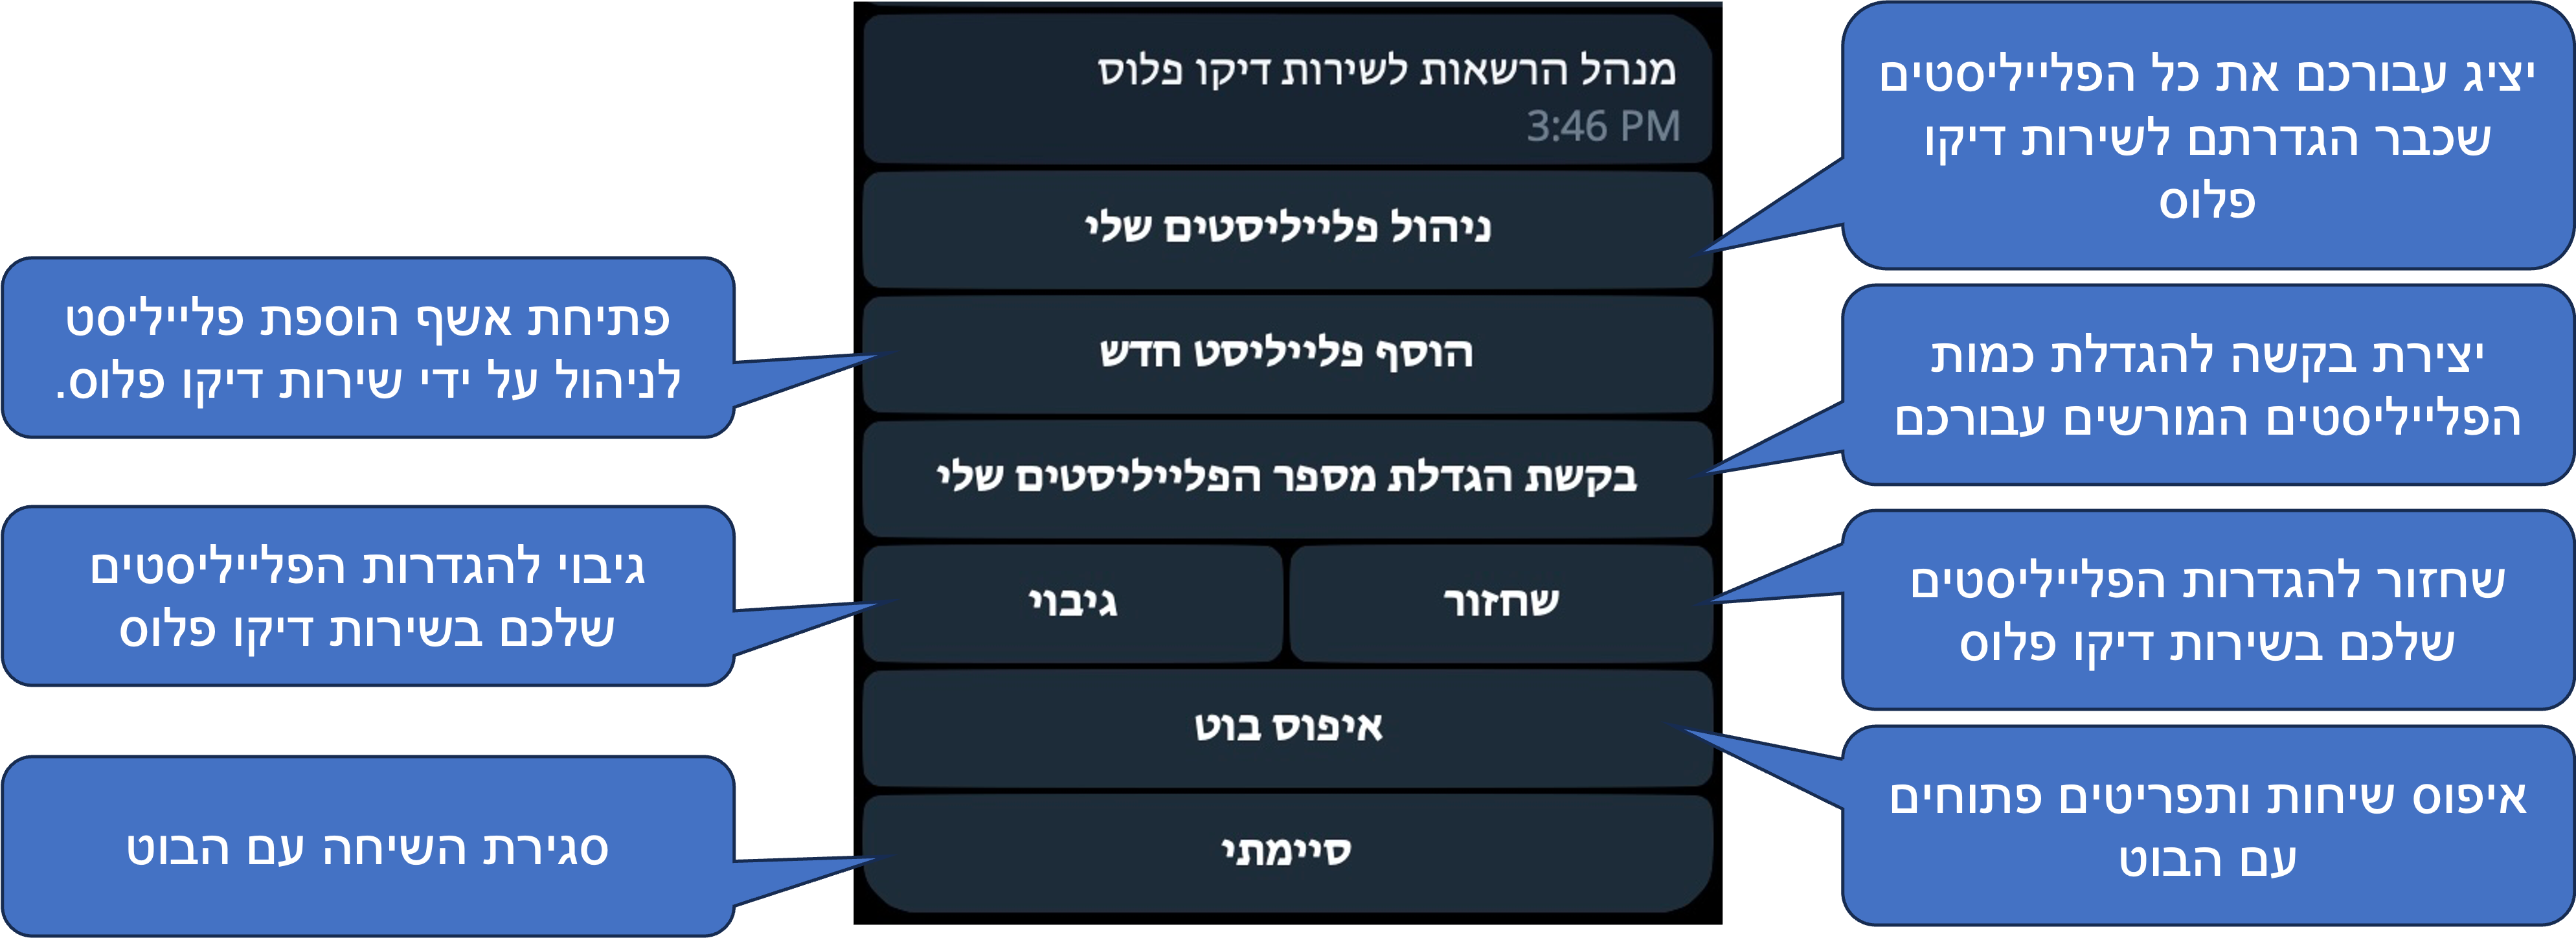 מנהל הרשאות לשירות דיקו פלוס
3:46 PM
ניהול פלייליסטים שלי
הוסף פלייליסט חדש
בקשת הגדלת מספר הפלייליסטים שלי
שחזור
גיבוי
איפוס בוט
סיימתי
יציג עבורכם את כל הפלייליסטים
שכבר הגדרתם לשירות דיקו
פלוס
יצירת בקשה להגדלת כמות
הפלייליסטים המורשים עבורכם
שחזור להגדרות הפלייליסטים
שלכם בשירות דיקו פלוס
איפוס שיחות ותפריטים פתוחים
עם הבוט
פתיחת אשף הוספת פלייליסט
לניהול על ידי שירות דיקו פלוס.
גיבוי להגדרות הפלייליסטים
שלכם בשירות דיקו פלוס
סגירת השיחה עם הבוט